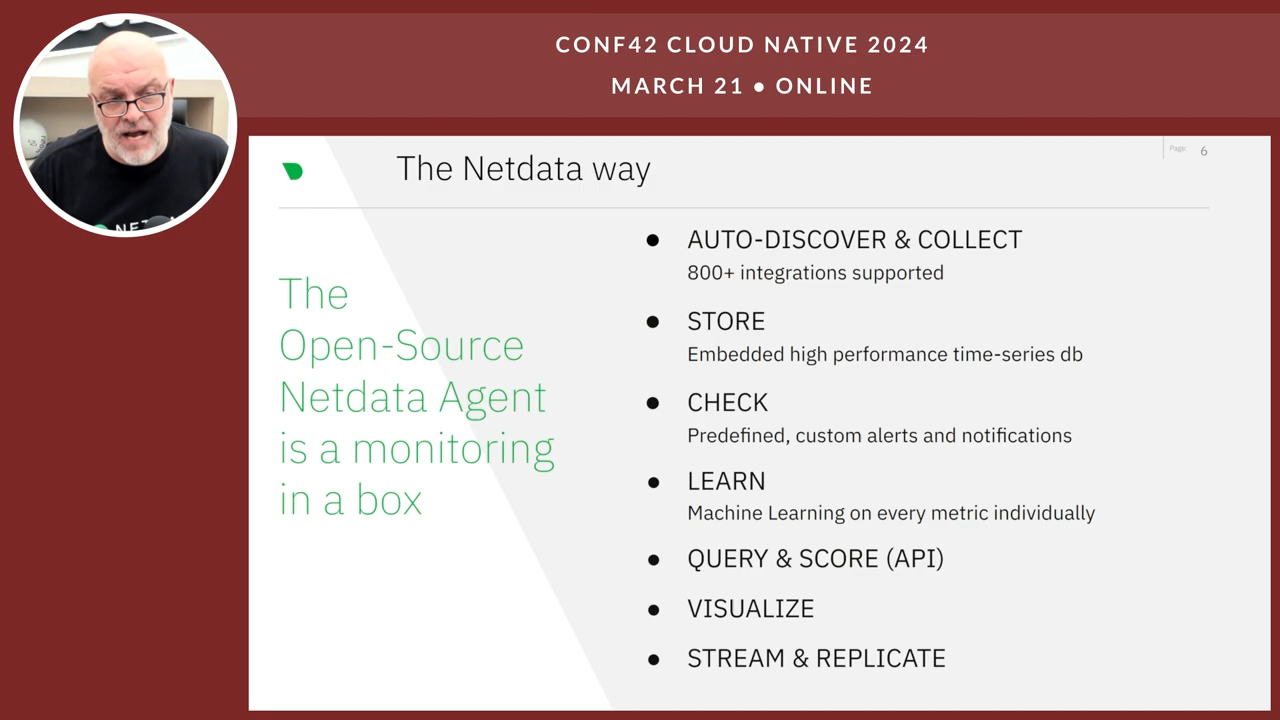 CONF42 CLOUD NATIVE 2024
MARCH 21 ● ONLINE
The Netdata way
Page: 6
The
Open-Source
Netdata Agent
is a monitoring
in a box
● AUTO-DISCOVER & COLLECT
800+ integrations supported
● STORE
Embedded high performance time-series db
● CHECK
Predefined, custom alerts and notifications
● LEARN
Machine Learning on every metric individually
● QUERY & SCORE (API)
● VISUALIZE
● STREAM & REPLICATE